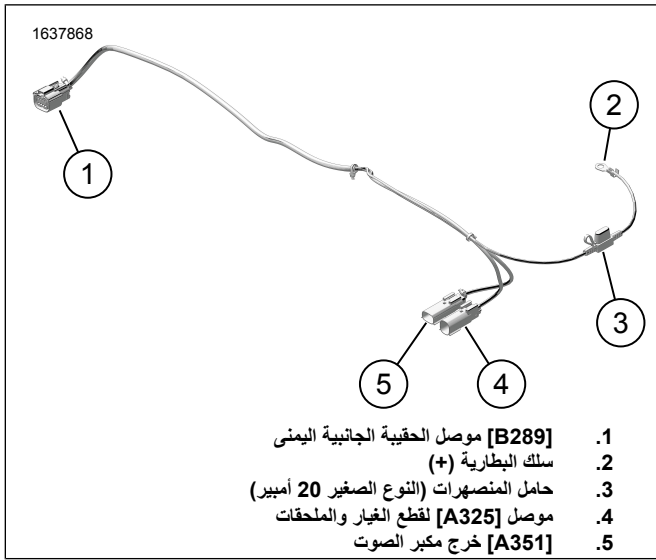 1637868
1
2
3
5
4
1. [B289] موصل الحقيبة الجانبية اليمنى
2. سلك البطارية (+)
3. حامل المنصهرات (النوع الصغير 20 أمبير)
4. موصل [A325] لقطع الغيار والملحقات
5. [A351] خرج مكبر الصوت